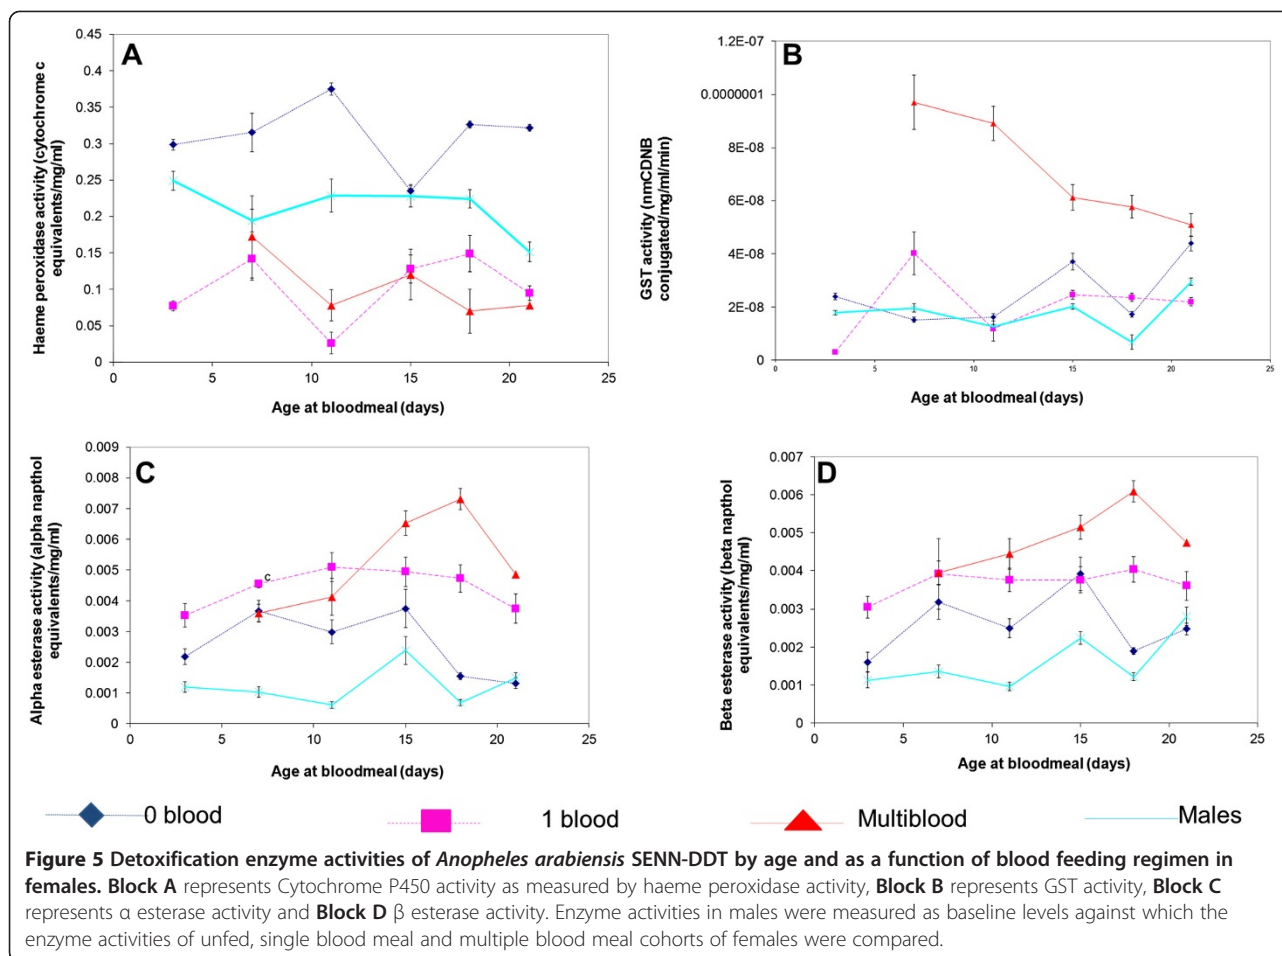 A
Haeme peroxidase activity (cytochrome c
equivalents/mg/ml)
0.45
0.4
0.35
0.3
0.25
0.2
0.15
0.1
0.05
0
0 5 10 15 20 25
Age at bloodmeal (days)
B
GST activity (nmCDNB
conjugated/mg/ml/min)
1.2E-07
0.0000001
8E-08
6E-08
4E-08
2E-08
0
0 5 10 15 20 25
Age at bloodmeal (days)
C
Alpha esterase activity (alpha napthol
equivalents/mg/ml)
0.009
0.008
0.007
0.006
0.005
0.004
0.003
0.002
0.001
0
c
0 5 10 15 20 25
Age at bloodmeal (days)
D
Beta esterase activity (beta napthol
equivalents/mg/ml)
0.007
0.006
0.005
0.004
0.003
0.002
0.001
0
0 5 10 15 20 25
Age at bloodmeal (days)
0 blood 1 blood Multiblood Males
Figure 5 Detoxification enzyme activities of Anopheles arabiensis SENN-DDT by age and as a function of blood feeding regimen in
females. Block A represents Cytochrome P450 activity as measured by haeme peroxidase activity, Block B represents GST activity, Block C
represents α esterase activity and Block D β esterase activity. Enzyme activities in males were measured as baseline levels against which the
enzyme activities of unfed, single blood meal and multiple blood meal cohorts of females were compared.